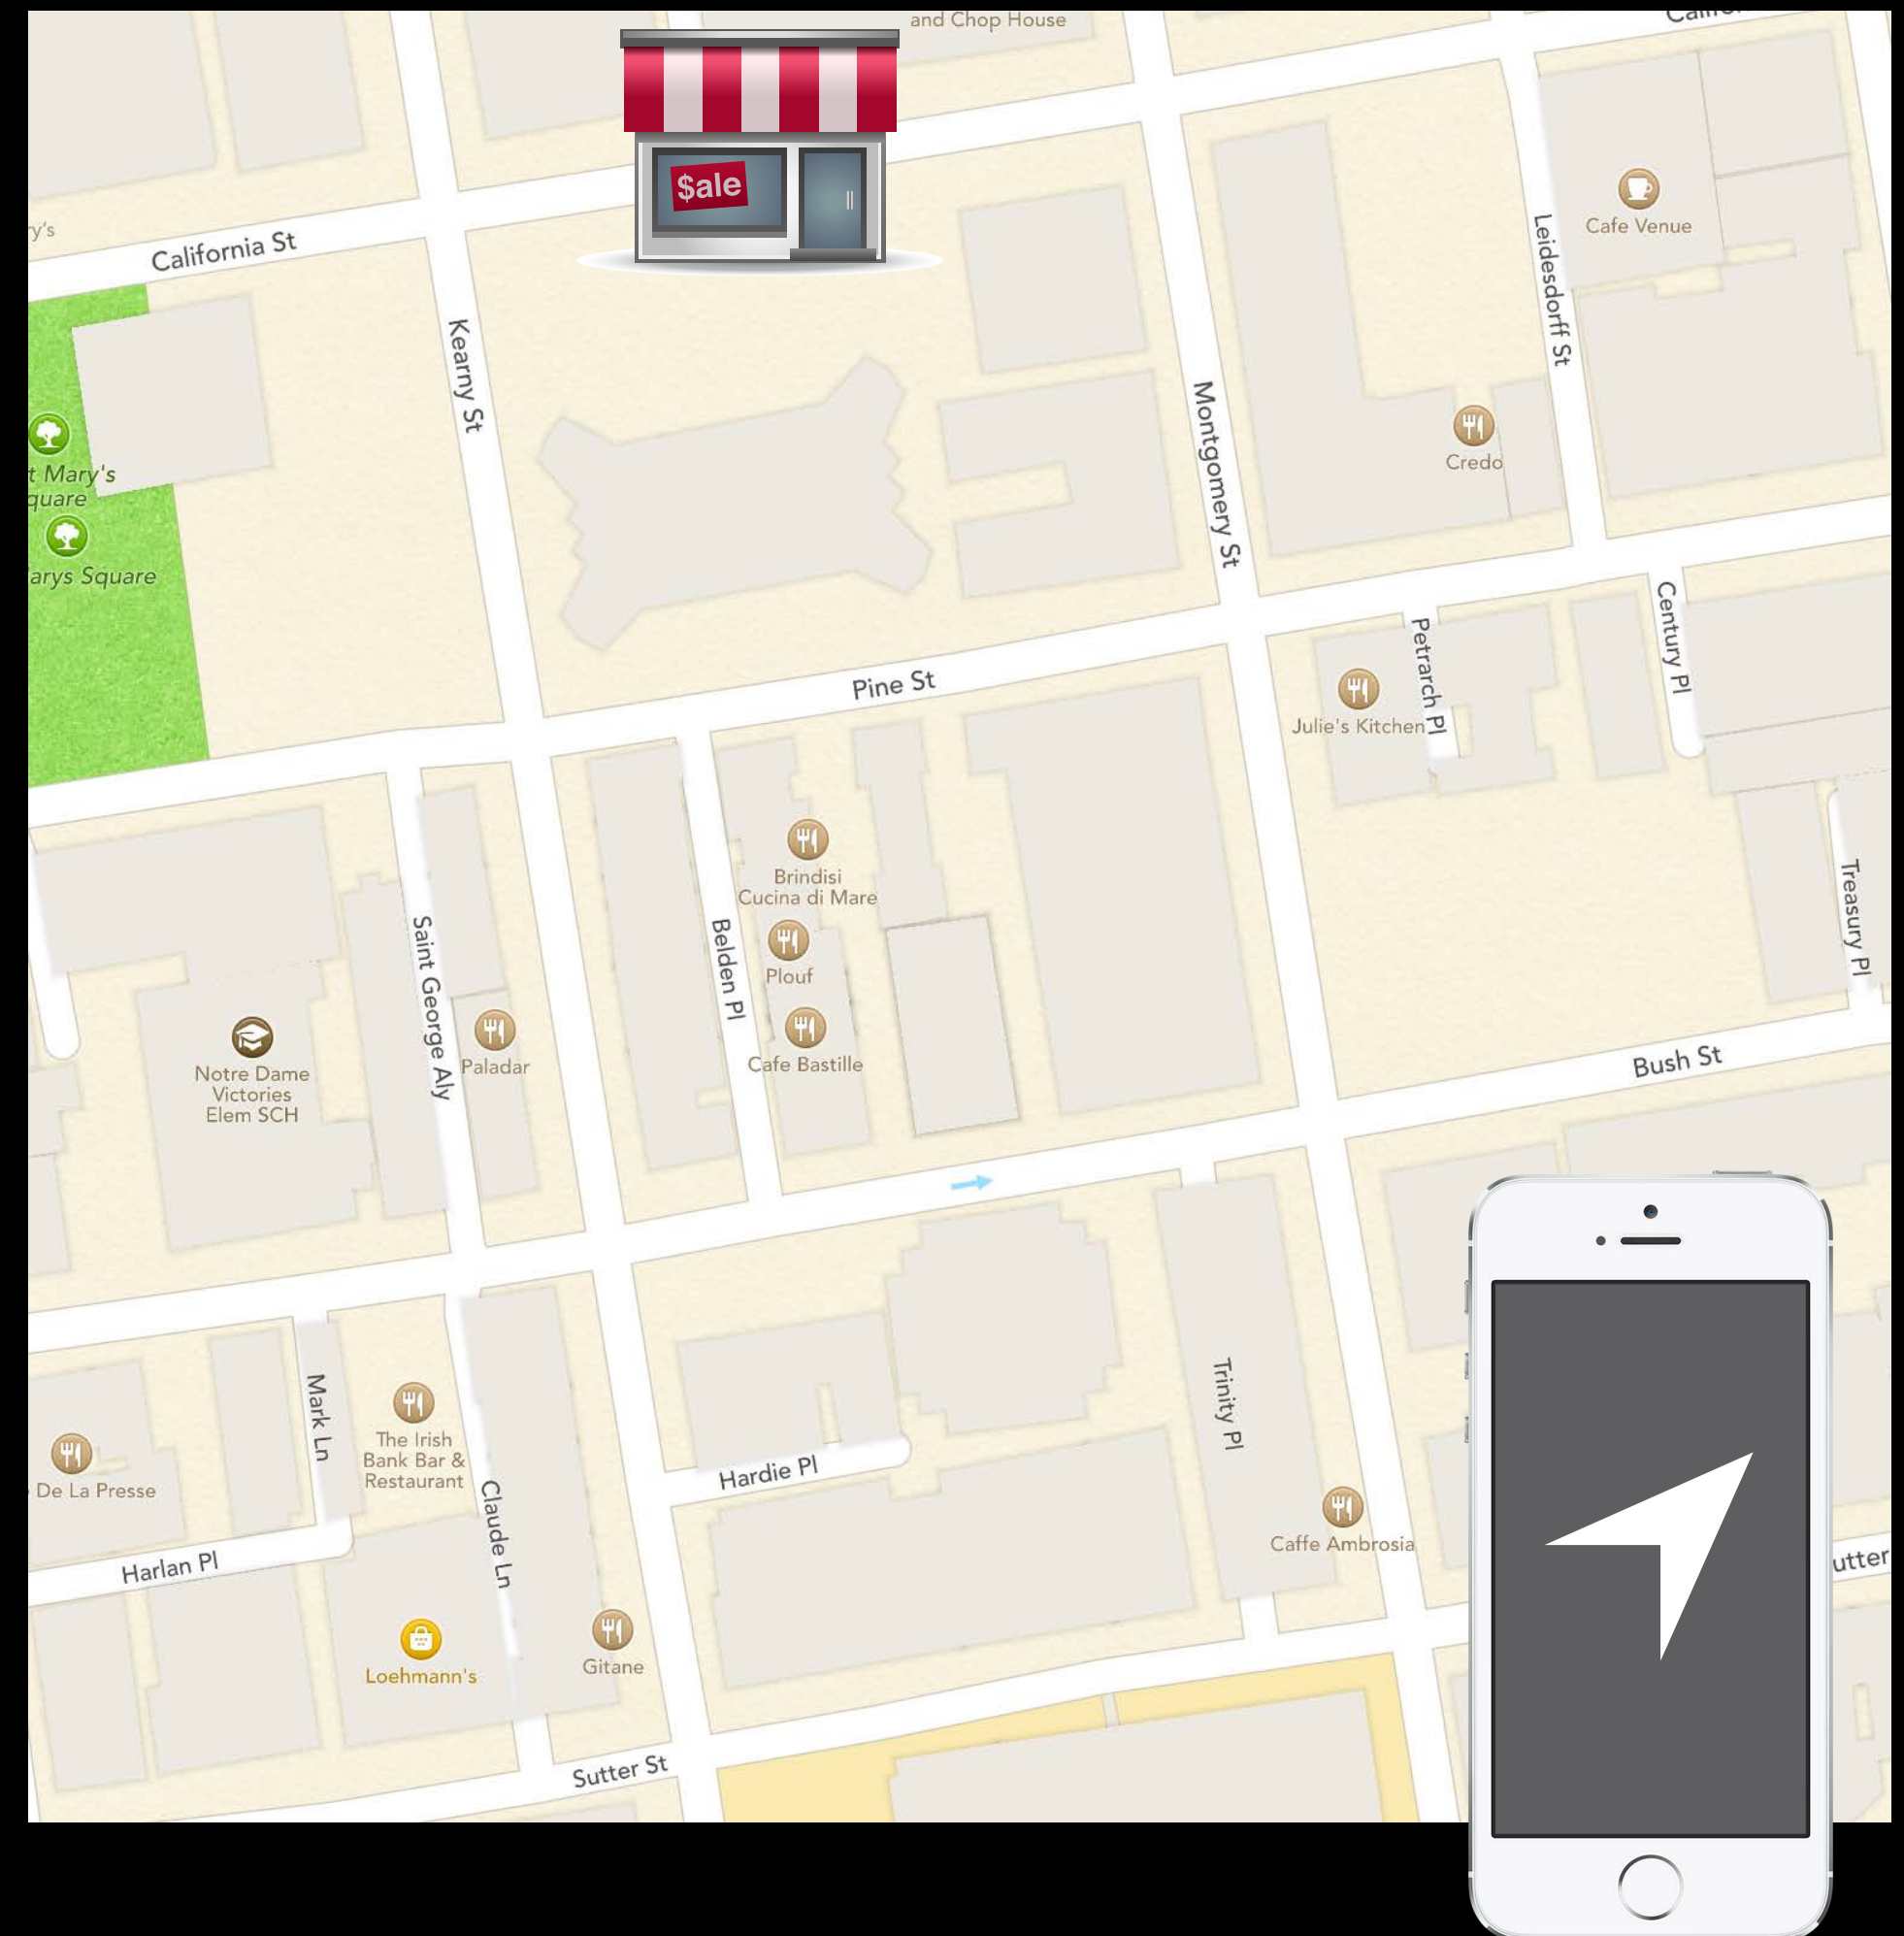 and Chop House
$ale
ry's
California St
Kearny St
Montgomery St
Leidesdorff St
Cafe Venue
Credo
t Mary's
quare
arys Square
Pine St
Petrarch Pl
Century Pl
Julie's Kitchen
Brindisi
Cucina di Mare
Plouf
Cafe Bastille
Belden Pl
Saint George Aly
Paladar
Notre Dame
Victories
Elem SCH
Treasury Pl
Bush St
Mark Ln
The Irish
Bank Bar &
Restaurant
De La Presse
Claude Ln
Hardie Pl
Trinity Pl
Caffe Ambrosia
Harlan Pl
utter
Loehmann's
Gitane
Sutter St